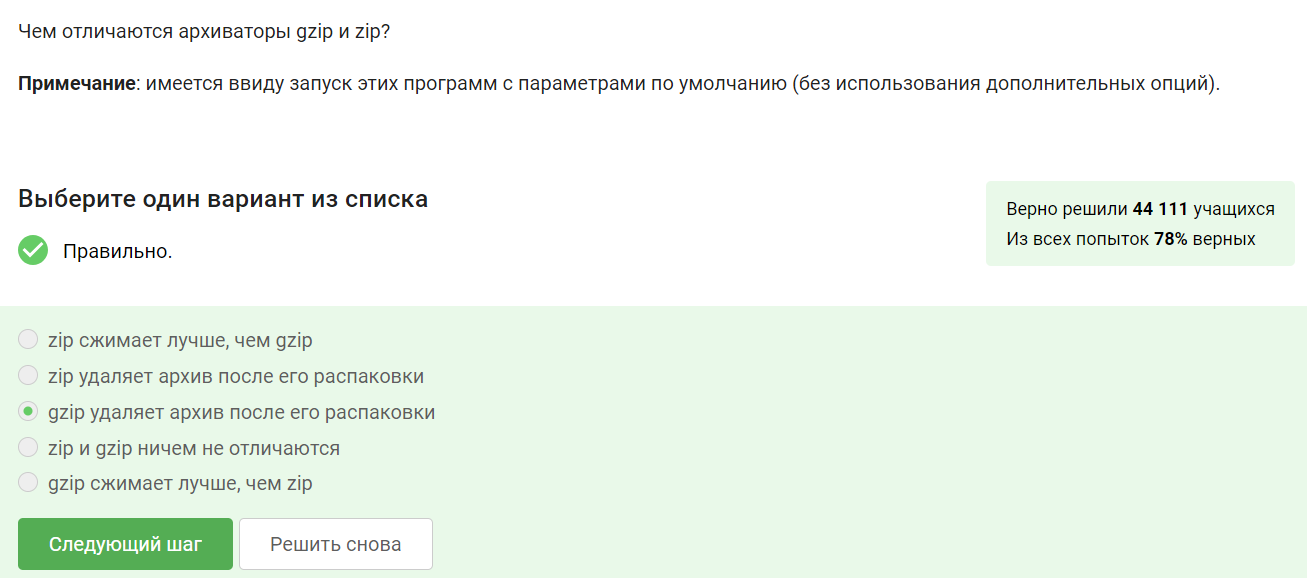 Чем отличаются архиваторы gzip и zip?
Примечание: имеется ввиду запуск этих программ с параметрами по умолчанию (без использования дополнительных опций).
Выберите один вариант из списка
Правильно.
Верно решили 44 111 учащихся
Из всех попыток 78% верных
zip сжимает лучше, чем gzip
zip удаляет архив после его распаковки
gzip удаляет архив после его распаковки
zip и gzip ничем не отличаются
gzip сжимает лучше, чем zip
Следующий шаг
Решить снова